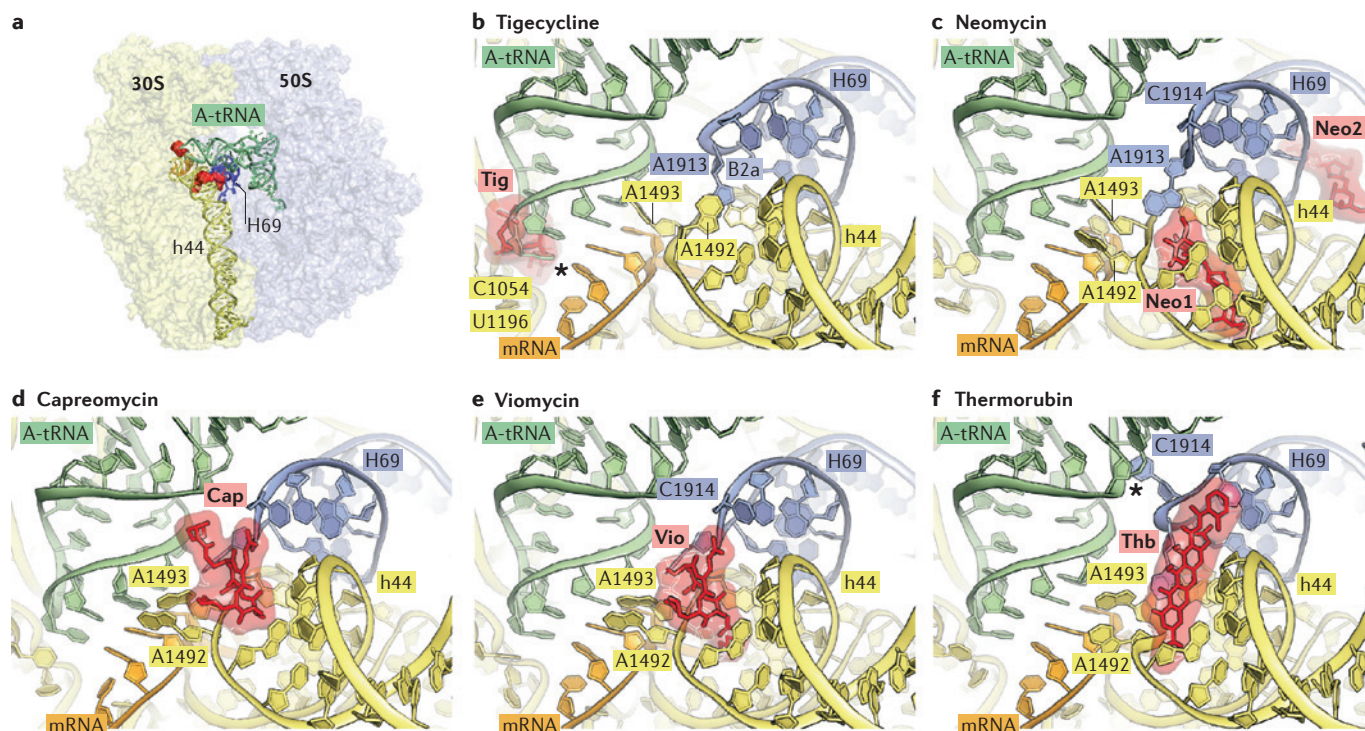 a
30S
50S
A-tRNA
h44
H69
b Tigecycline
A-tRNA
H69
A1913
B2a
Tig
A1493
A1492
h44
*
C1054
U1196
mRNA
c Neomycin
A-tRNA
C1914
H69
Neo2
A1913
A1493
h44
A1492
Neo1
mRNA
d Capreomycin
A-tRNA
H69
Cap
A1493
h44
A1492
mRNA
e Viomycin
A-tRNA
H69
C1914
Vio
A1493
h44
A1492
mRNA
f Thermorubin
A-tRNA
C1914
H69
*
Thb
A1493
h44
A1492
mRNA